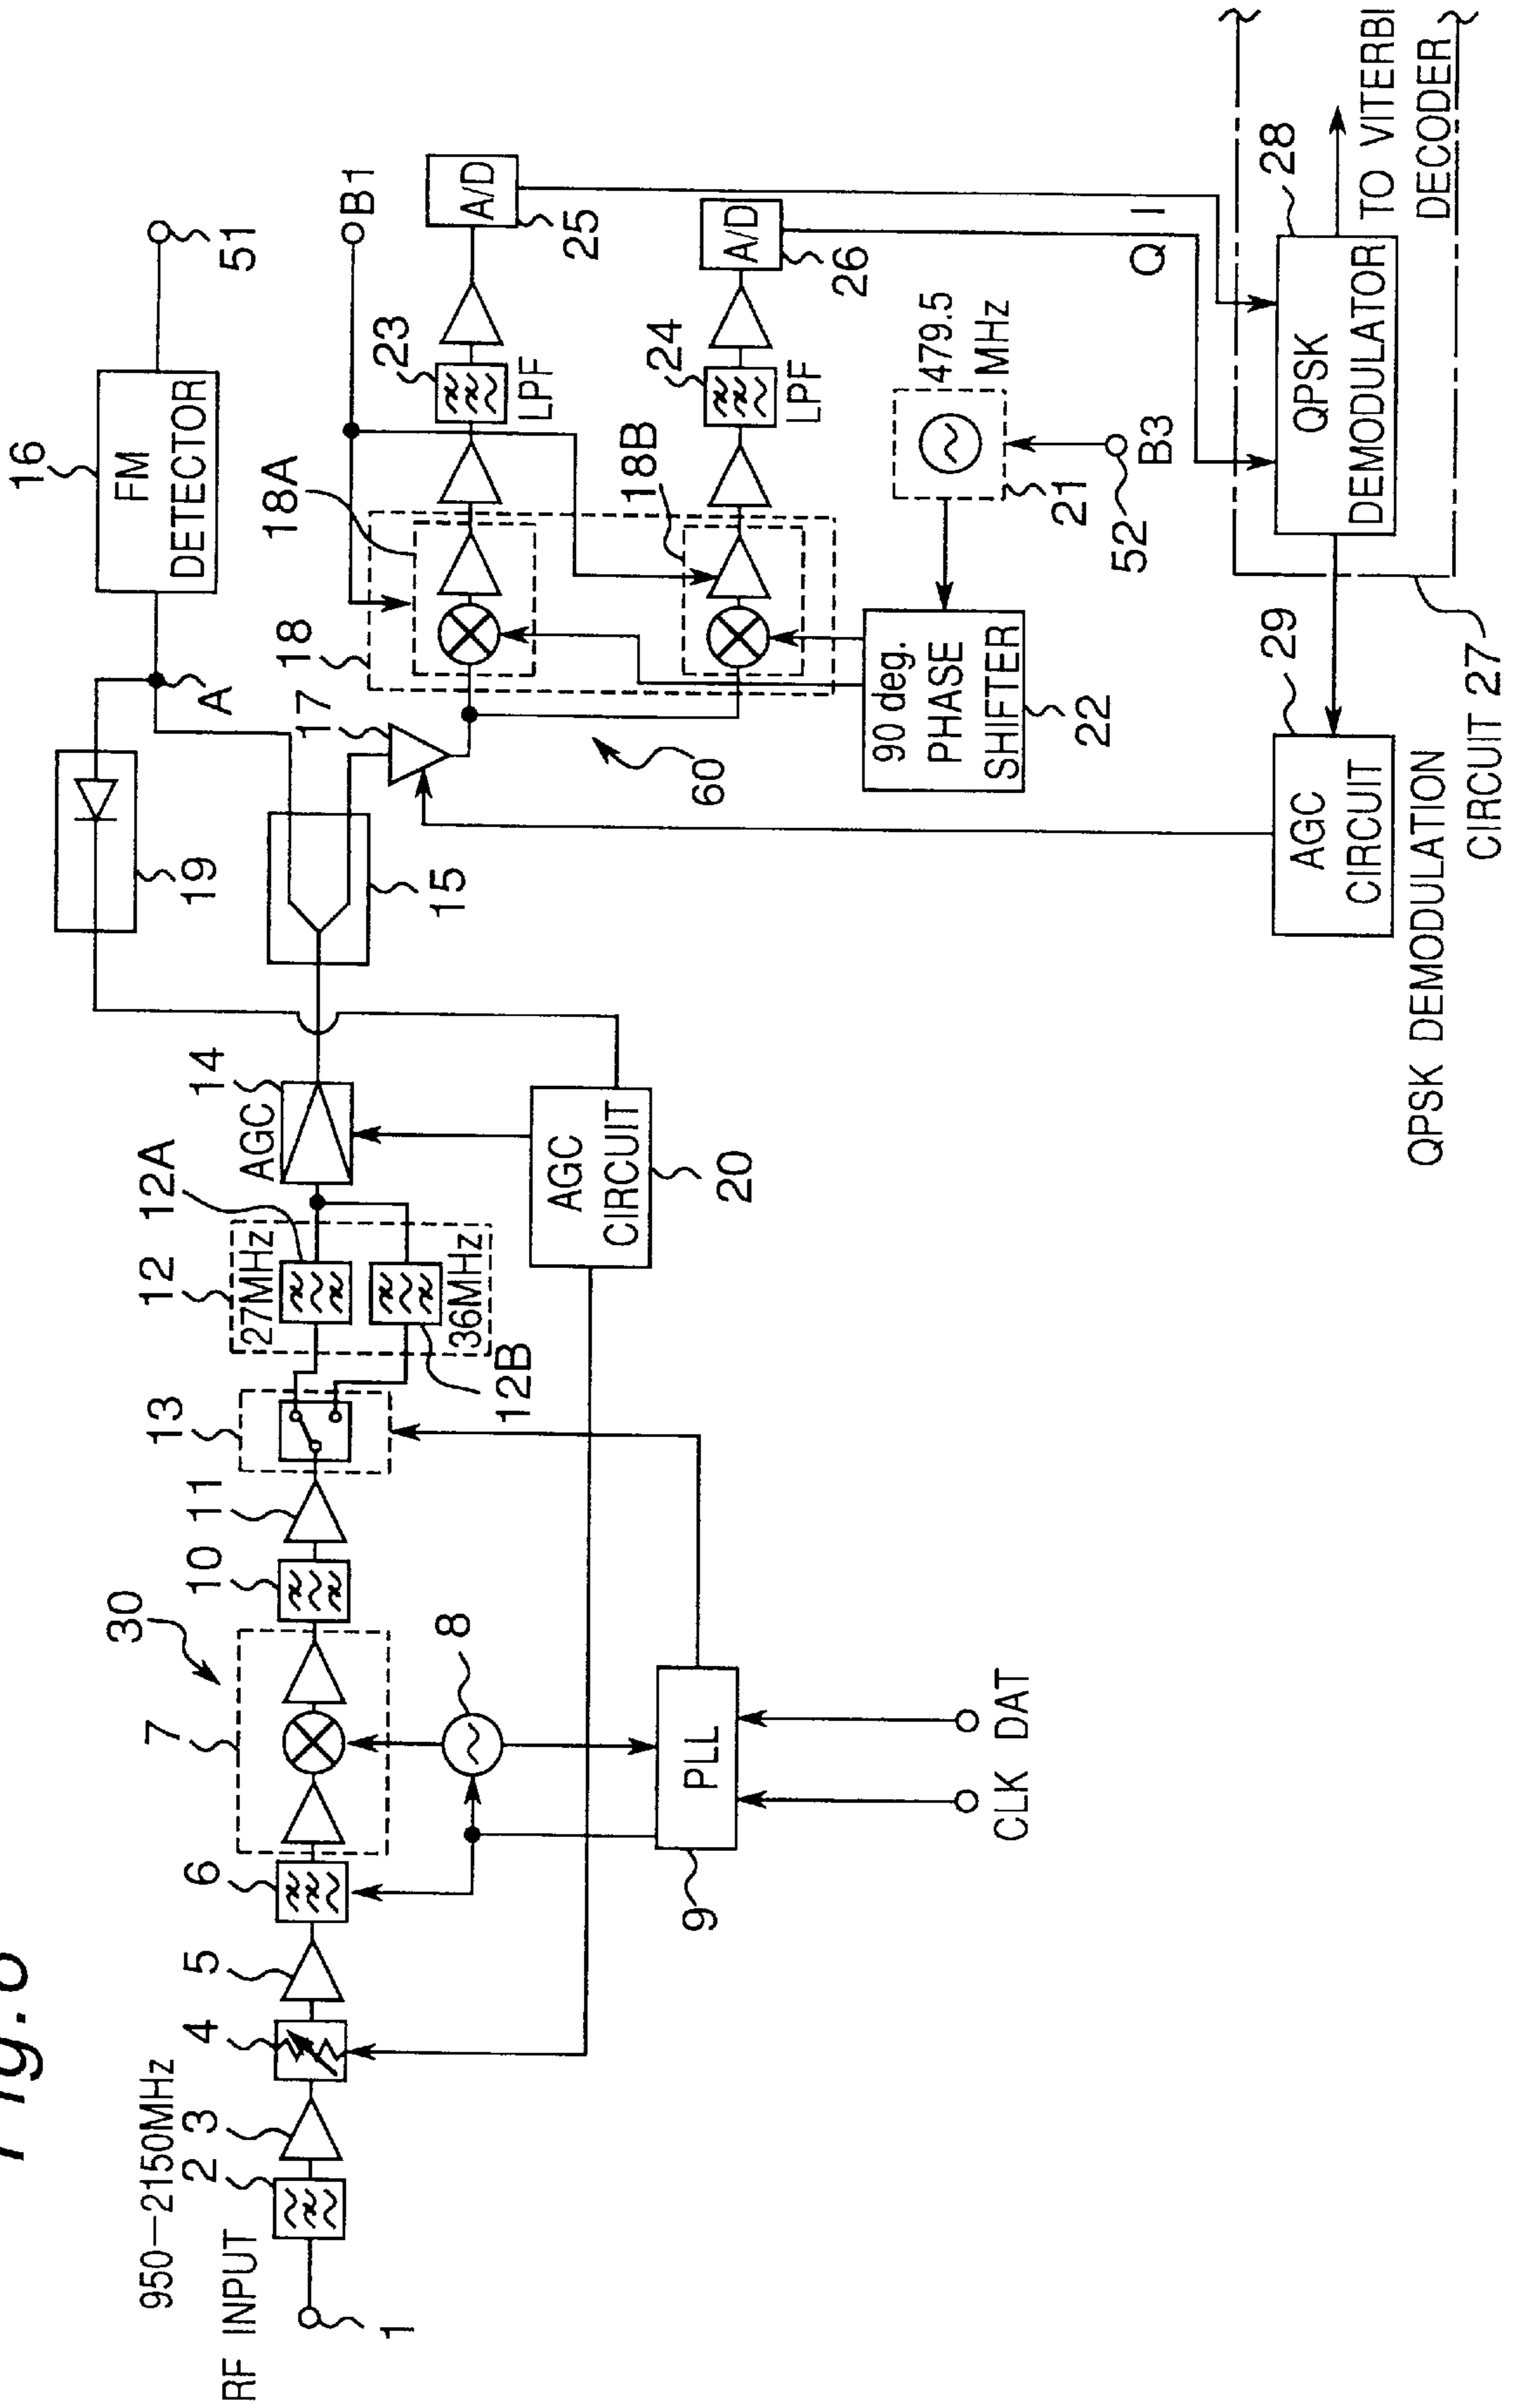 Fig.8
950-2150MHz
RF INPUT
1
2
3
4
5
6
7
30
8
PLL
9
CLK
DAT
10
11
13
12
12A
27MHz
36MHz
12B
AGC
14
AGC
CIRCUIT
20
15
19
A
16
FM
DETECTOR
51
17
60
18
18A
18B
B1
23
LPF
A/D
25
24
LPF
A/D
26
479.5
MHz
21
52
B3
90 deg.
PHASE
SHIFTER
22
I
Q
28
QPSK
DEMODULATOR
TO VITERBI
DECODER
29
AGC
CIRCUIT
QPSK DEMODULATION
CIRCUIT 27